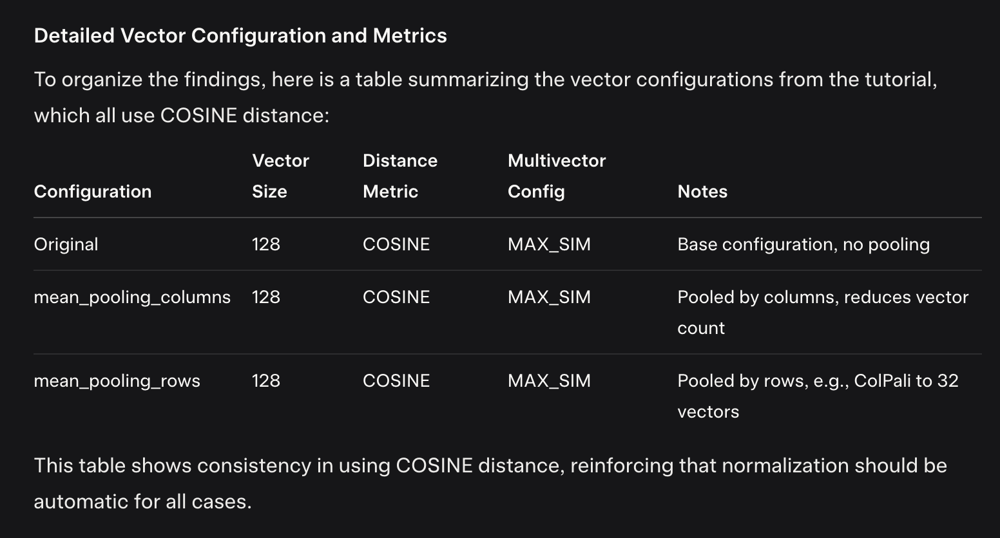 Detailed Vector Configuration and Metrics
To organize the findings, here is a table summarizing the vector configurations from the tutorial,
which all use COSINE distance:
Configuration Vector Size Distance Metric Multivector Config Notes
Original 128 COSINE MAX_SIM Base configuration, no pooling
mean_pooling_columns 128 COSINE MAX_SIM Pooled by columns, reduces vector
count
mean_pooling_rows 128 COSINE MAX_SIM Pooled by rows, e.g., ColPali to 32
vectors
This table shows consistency in using COSINE distance, reinforcing that normalization should be
automatic for all cases.